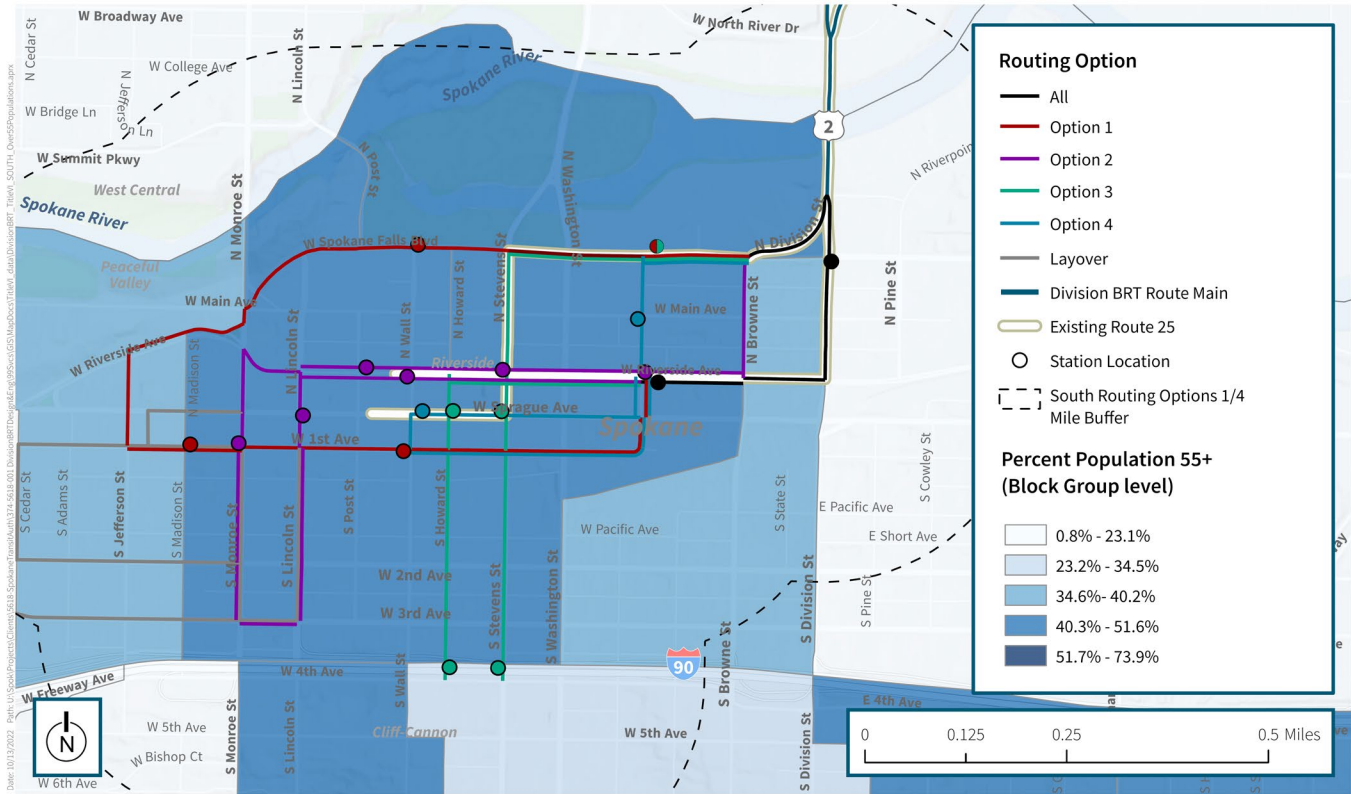 W Broadway Ave
W North River Dr
N Cedar St
N Lincoln St
W College Ave
Spokane River
N Jefferson Ln
W Bridge Ln
2
W Summit Pkwy
West Central
N Post St
N Washington St
N Riverpoin
Spokane River
N Monroe St
N Division St
W Spokane Falls Blvd
Peaceful
Valley
N Stevens St
N Howard St
N Pine St
W Main Ave
W Main Ave
N Browne St
N Wall St
N Lincoln St
W Riverside Ave
Riverside
W Riverside Ave
N Madison St
W Sprague Ave
Spokane
W 1st Ave
S Cedar St
S Adams St
S Jefferson St
S Madison St
S Monroe St
S Lincoln St
S Post St
S Howard St
S State St
S Cowley St
E Pacific Ave
W Pacific Ave
E Short Ave
W 2nd Ave
W 3rd Ave
S Stevens St
S Washington St
S Division St
S Pine St
S Browne St
90
W 4th Ave
S Wall St
W Freeway Ave
E 4th Ave
W 5th Ave
W Bishop Ct
W 6th Ave
S Monroe St
S Lincoln St
Cliff-Cannon
W 5th Ave
S Division St
N
Routing Option
All
Option 1
Option 2
Option 3
Option 4
Layover
Division BRT Route Main
Existing Route 25
Station Location
South Routing Options 1/4
Mile Buffer
Percent Population 55+
(Block Group level)
0.8% - 23.1%
23.2% - 34.5%
34.6%- 40.2%
40.3% - 51.6%
51.7% - 73.9%
0 0.125 0.25 0.5 Miles